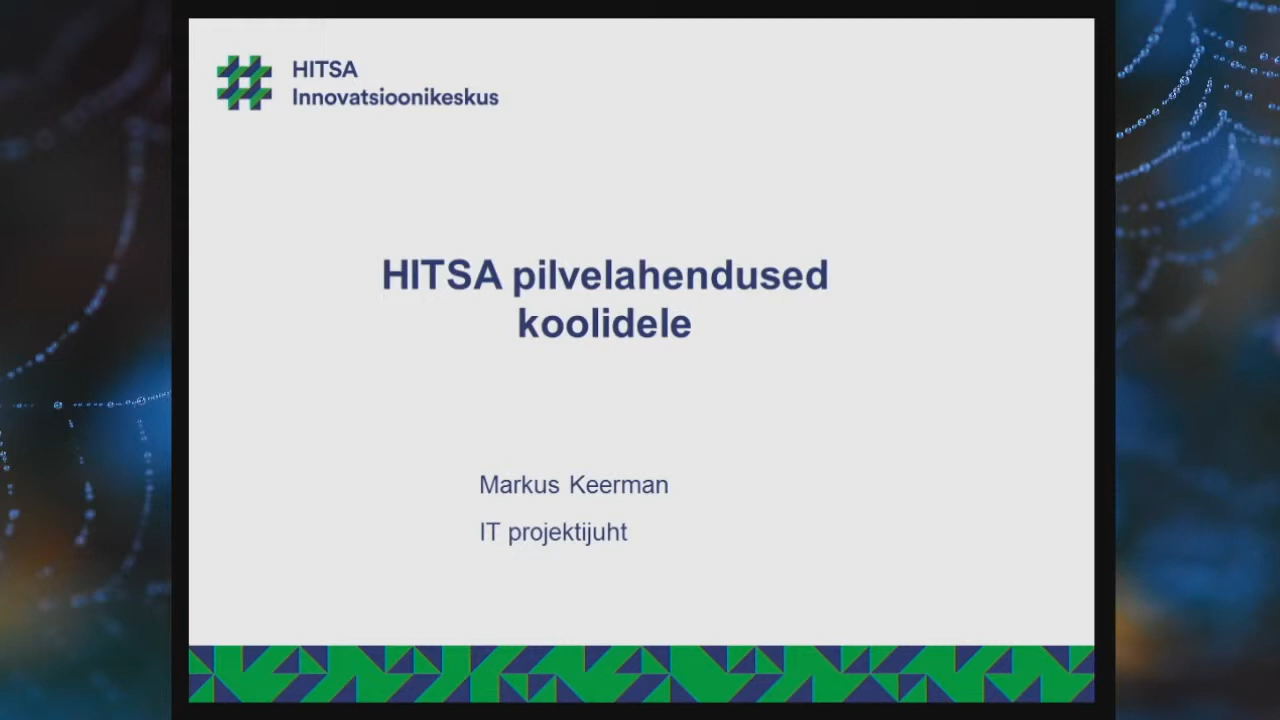 HITSA
Innovatsioonikeskus
HITSA pilvelahendused
koolidele
Markus Keerman
IT projektijuht